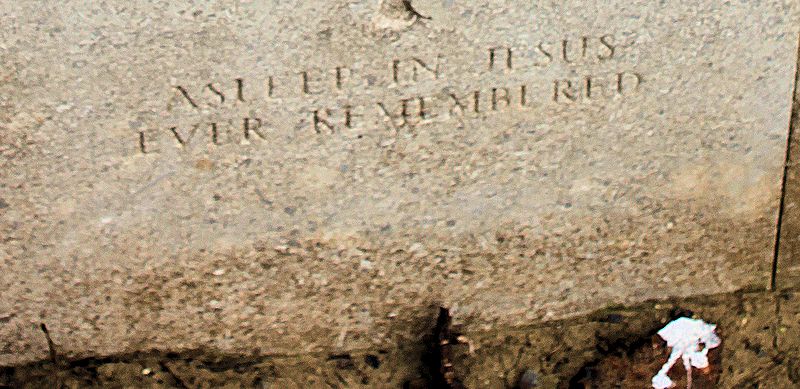 ASLEEP IN JESUS
EVER REMEMBERED